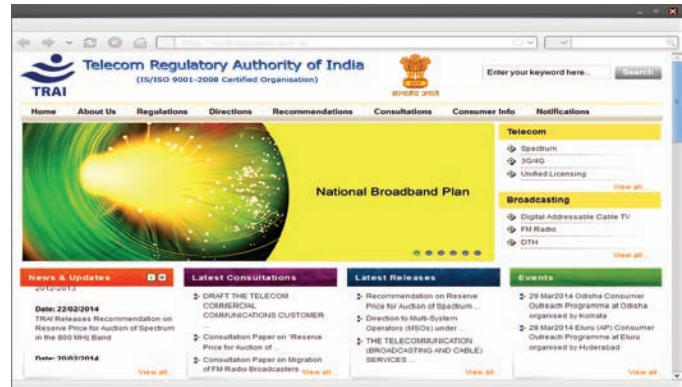 Telecom Regulatory Authority of India
(IS/ISO 9001-2008 Certified Organisation)
TRAI
सत्यमेव जयते
Enter your keyword here...
Search
Home About Us Regulations Directions Recommendations Consultations Consumer Info Notifications
National Broadband Plan
Telecom
Spectrum
3G/4G
Unified Licensing
View all..
Broadcasting
Digital Addressable Cable TV
FM Radio
DTH
View all..
News & Updates
2012-2013
Date: 22/02/2014
TRAI Releases Recommendation on
Reserve Price for Auction of Spectrum
in the 800 MHz Band
Date: 20/02/2014
View all..
Latest Consultations
DRAFT THE TELECOM
COMMERCIAL
COMMUNICATIONS CUSTOMER
...
Consultation Paper on "Reserve
Price for Auction of ...
Consultation Paper on Migration
of FM Radio Broadcasters View all..
Latest Releases
Recommendation on Reserve
Price for Auction of Spectrum ...
Direction to Multi-System
Operators (MSOs) under ...
THE TELECOMMUNICATION
(BROADCASTING AND CABLE)
SERVICES ...
View all..
Events
29 Mar2014 Odisha Consumer
Outreach Programme at Odisha
organised by Kolkata
28 Mar2014 Eluru (AP) Consumer
Outreach Programme at Eluru
organised by Hyderabad
View all..